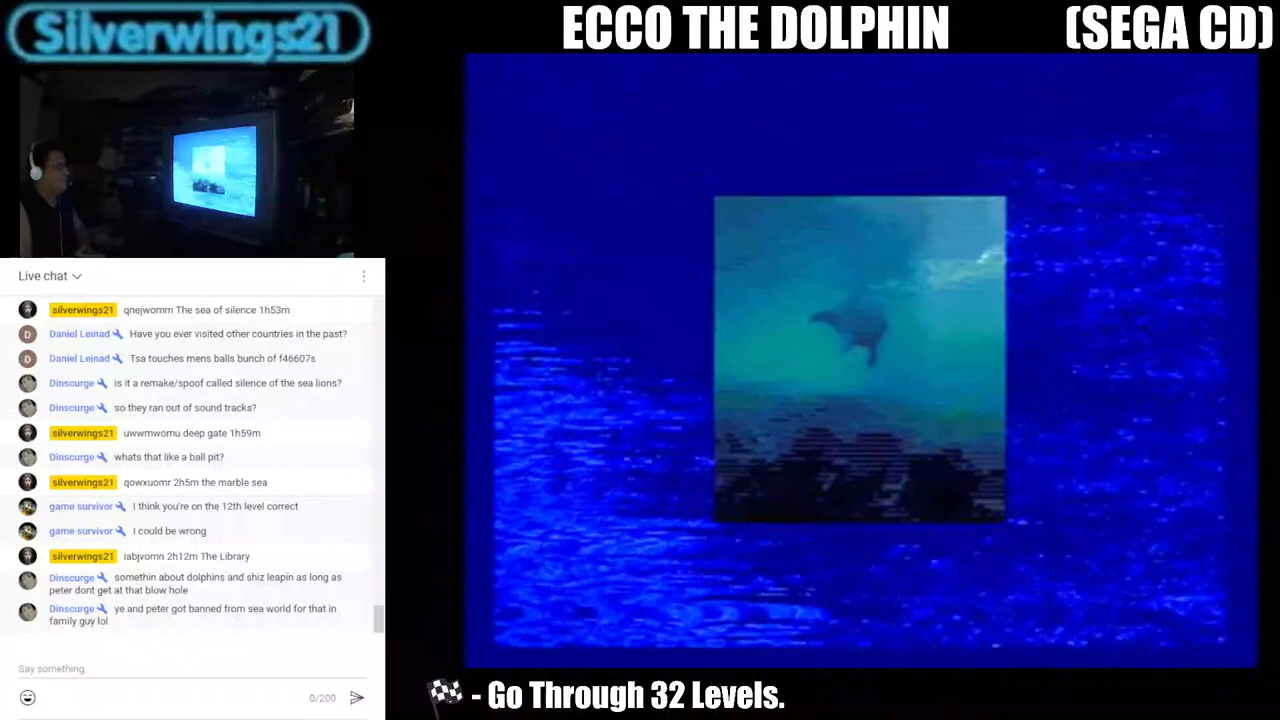 Silverwings21
ECCO THE DOLPHIN (SEGA CD)
Live chat
silverwings21 qnejwomm The sea of silence 1h53m
D Daniel Leinad Have you ever visited other countries in the past?
D Daniel Leinad Tsa touches mens balls bunch of f46607s
Dinscurge is it a remake/spoof called silence of the sea lions?
Dinscurge so they ran out of sound tracks?
silverwings21 uwwmwomu deep gate 1h59m
Dinscurge whats that like a ball pit?
silverwings21 qowxuomr 2h5m the marble sea
game survivor I think you're on the 12th level correct
game survivor I could be wrong
silverwings21 iabjvomn 2h12m The Library
Dinscurge somethin about dolphins and shiz leapin as long as
peter dont get at that blow hole
Dinscurge ye and peter got banned from sea world for that in
family guy lol
Say something...
0/200
- Go Through 32 Levels.